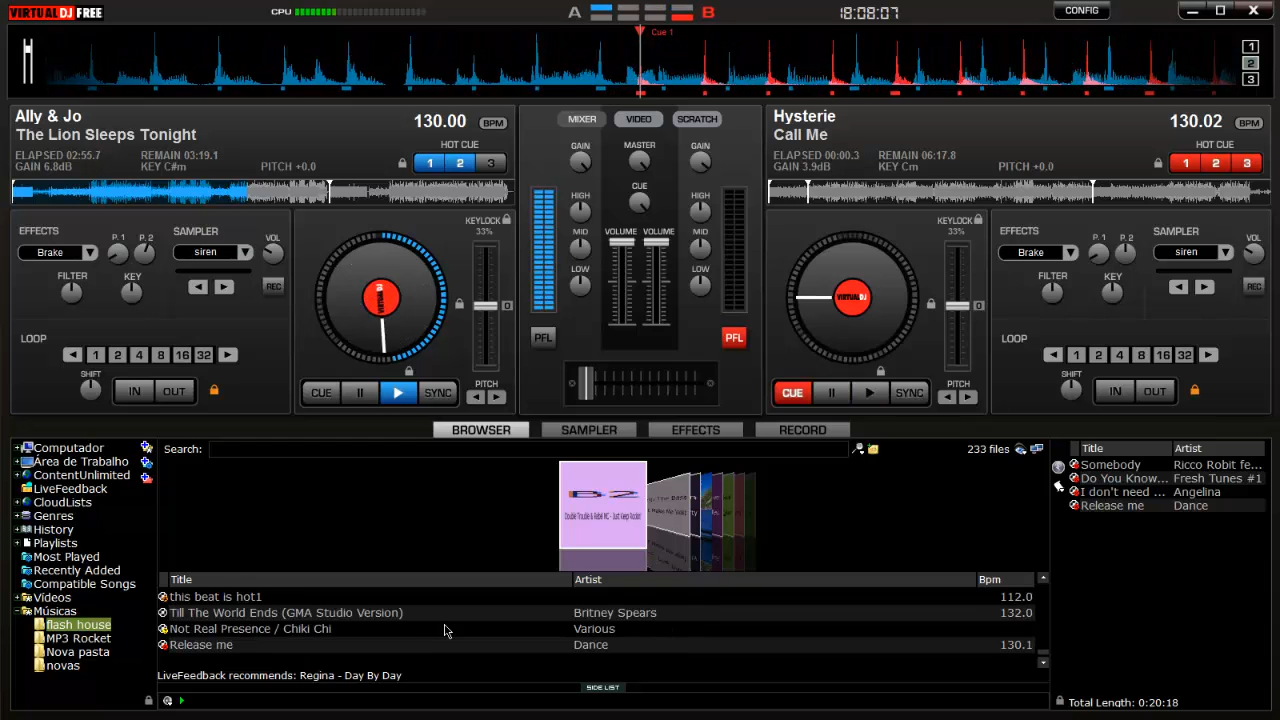 VIRTUALDJ FREE
CPU
A
B
18:08:07
CONFIG
Cue 1
1
2
3
Ally & Jo
The Lion Sleeps Tonight
130.00 BPM
ELAPSED 02:55.7 REMAIN 03:19.1
GAIN 6.8dB KEY C#m PITCH +0.0
HOT CUE
1 2 3
MIXER VIDEO SCRATCH
Hysterie
Call Me
130.02 BPM
ELAPSED 00:00.3 REMAIN 06:17.8
GAIN 3.9dB KEY Cm PITCH +0.0
HOT CUE
1 2 3
EFFECTS
P.1 P.2
SAMPLER
VOL
Brake
siren
FILTER KEY
REC
LOOP
1 2 4 8 16 32
SHIFT
IN OUT
KEYLOCK
33%
0
VIRTUALDJ
CUE SYNC
PITCH
GAIN MASTER GAIN
HIGH CUE HIGH
MID VOLUME VOLUME MID
LOW LOW
PFL PFL
KEYLOCK
33%
0
VIRTUALDJ
CUE SYNC
PITCH
EFFECTS
P.1 P.2
SAMPLER
VOL
Brake
siren
FILTER KEY
REC
LOOP
1 2 4 8 16 32
SHIFT
IN OUT
BROWSER SAMPLER EFFECTS RECORD
Computador
Área de Trabalho
ContentUnlimited
LiveFeedback
CloudLists
Genres
History
Playlists
Most Played
Recently Added
Compatible Songs
Vídeos
Músicas
flash house
MP3 Rocket
Nova pasta
novas
Search:
233 files
Double Trouble & Rebel MC - Just Keep Rockin'
Title Artist Bpm
this beat is hot1 112.0
Till The World Ends (GMA Studio Version) Britney Spears 132.0
Not Real Presence / Chiki Chi Various
Release me Dance 130.1
LiveFeedback recommends: Regina - Day By Day
SIDE LIST
Title Artist
Somebody Ricco Robit fe...
Do You Know... Fresh Tunes #1
I don't need ... Angelina
Release me Dance
Total Length: 0:20:18